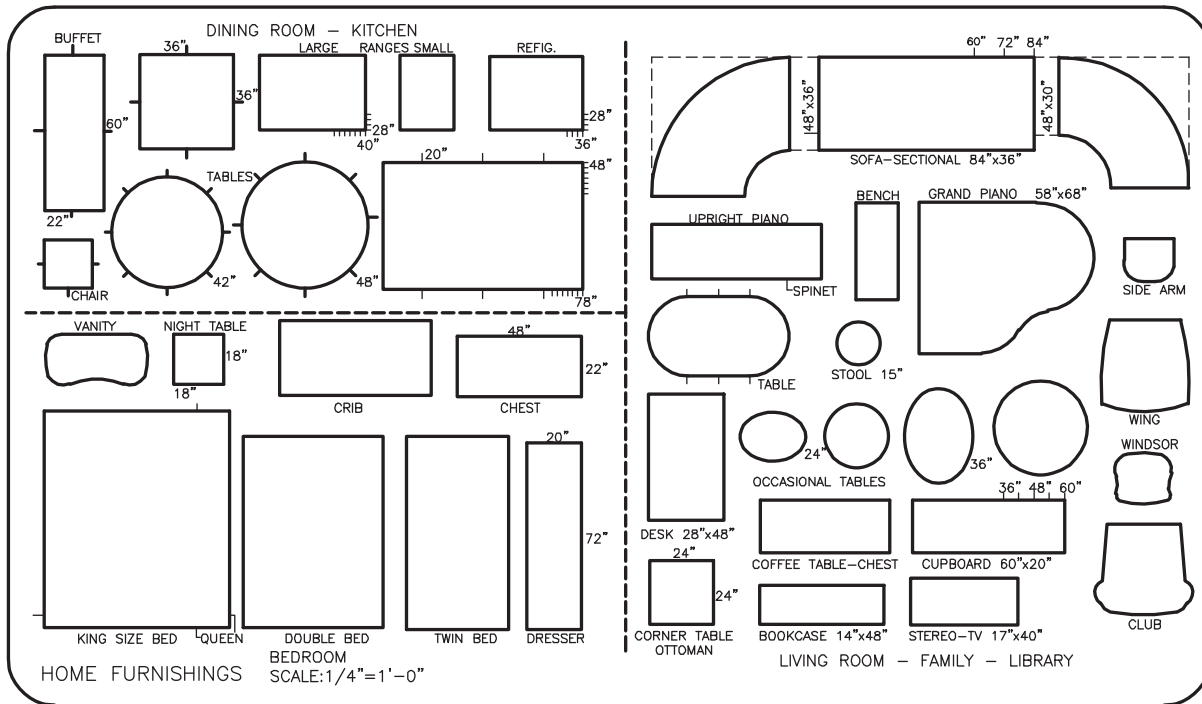 DINING ROOM – KITCHEN
BUFFET
36”
LARGE
RANGES SMALL
REFIG.
60”
36”
28”
40”
28”
36”
22”
TABLES
20”
48”
CHAIR
42”
48”
78”
VANITY
NIGHT TABLE
18”
18”
CRIB
48”
22”
CHEST
20”
72”
KING SIZE BED
QUEEN
DOUBLE BED
TWIN BED
DRESSER
HOME FURNISHINGS
BEDROOM
SCALE:1/4”=1'-0”
60” 72” 84”
48”x36”
48”x30”
SOFA–SECTIONAL 84”x36”
UPRIGHT PIANO
BENCH
GRAND PIANO 58”x68”
SPINET
SIDE ARM
TABLE
STOOL 15”
WING
24”
36”
OCCASIONAL TABLES
WINDSOR
DESK 28”x48”
36” 48” 60”
COFFEE TABLE–CHEST
CUPBOARD 60”x20”
24”
24”
CORNER TABLE
OTTOMAN
BOOKCASE 14”x48”
STEREO–TV 17”x40”
CLUB
LIVING ROOM – FAMILY – LIBRARY